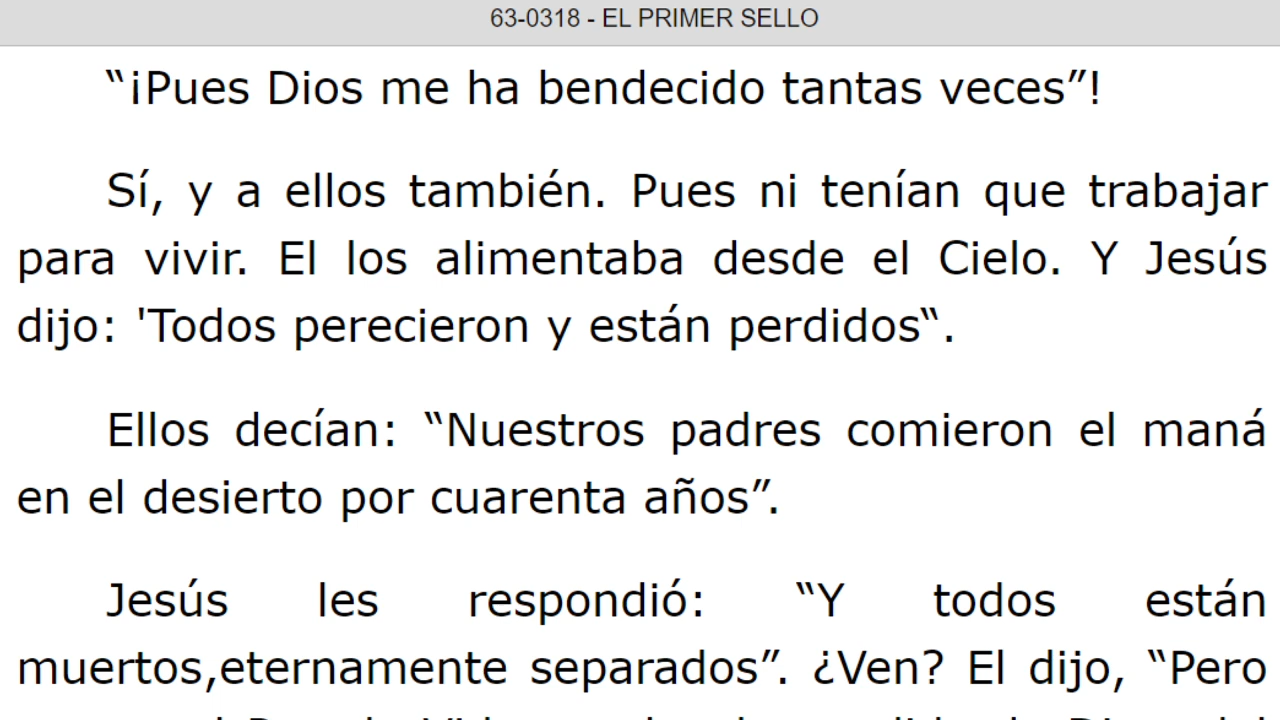 63-0318 - EL PRIMER SELLO
“¡Pues Dios me ha bendecido tantas veces”!
Sí, y a ellos también. Pues ni tenían que trabajar
para vivir. El los alimentaba desde el Cielo. Y Jesús
dijo: 'Todos perecieron y están perdidos“.
Ellos decían: “Nuestros padres comieron el maná
en el desierto por cuarenta años”.
Jesús les respondió: “Y todos están
muertos,eternamente separados”. ¿Ven? El dijo, “Pero